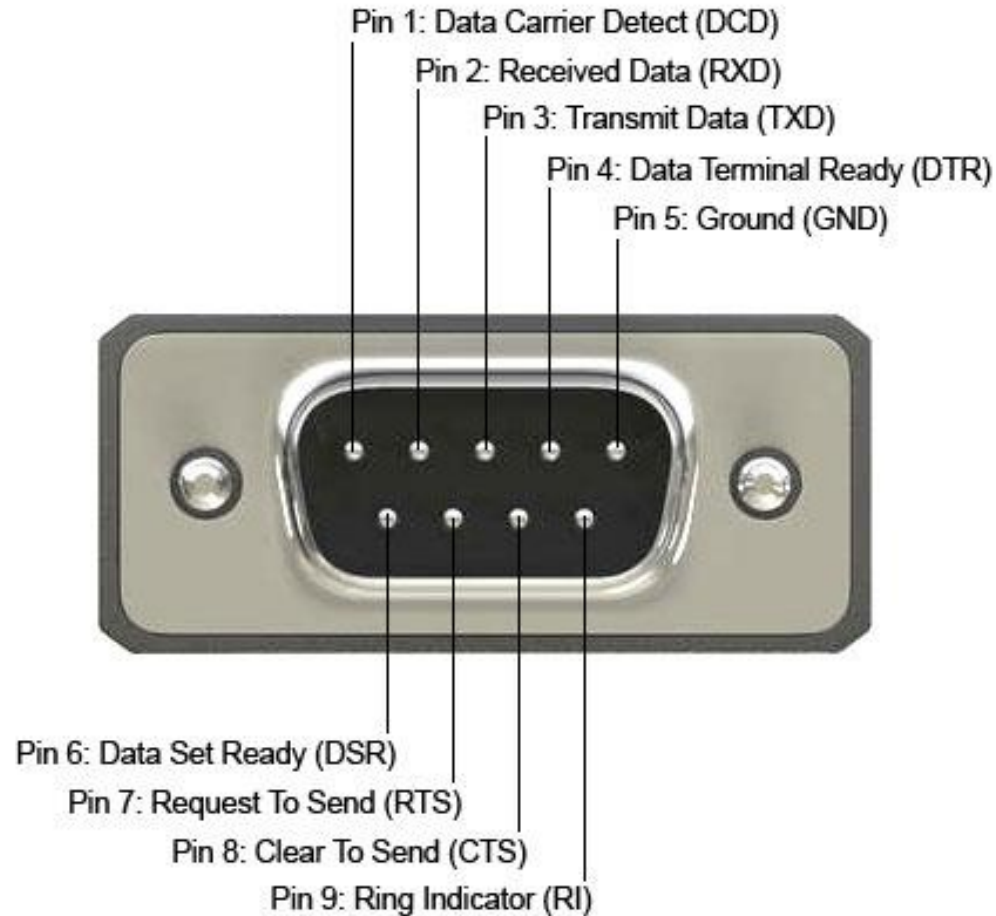 Pin 1: Data Carrier Detect (DCD)
Pin 2: Received Data (RXD)
Pin 3: Transmit Data (TXD)
Pin 4: Data Terminal Ready (DTR)
Pin 5: Ground (GND)
Pin 6: Data Set Ready (DSR)
Pin 7: Request To Send (RTS)
Pin 8: Clear To Send (CTS)
Pin 9: Ring Indicator (RI)